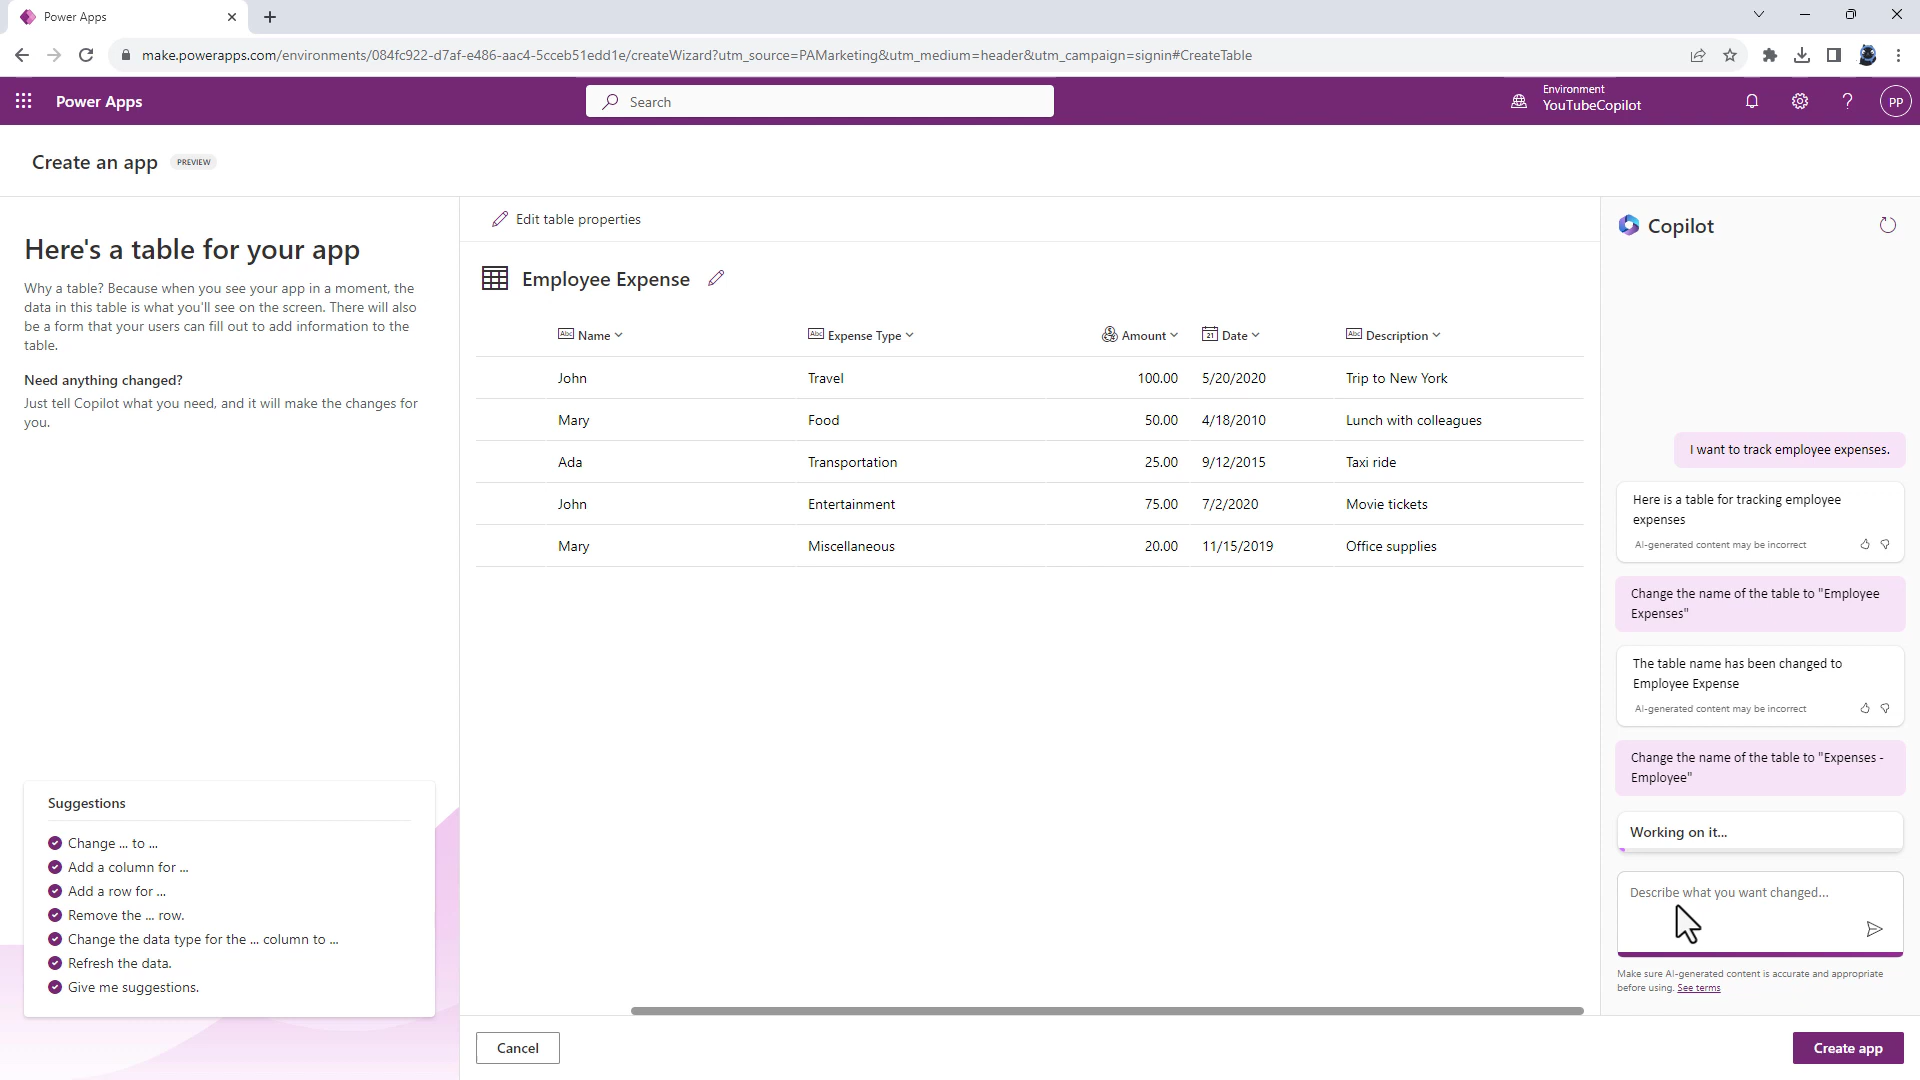 Power Apps
make.powerapps.com/environments/084fc922-d7af-e486-aac4-5cceb51edd1e/createWizard?utm_source=PAMarketing&utm_medium=header&utm_campaign=signin#CreateTable
Power Apps
Search
Environment
YouTubeCopilot
PP
Create an app
PREVIEW
Here's a table for your app
Why a table? Because when you see your app in a moment, the
data in this table is what you'll see on the screen. There will also
be a form that your users can fill out to add information to the
table.
Need anything changed?
Just tell Copilot what you need, and it will make the changes for
you.
Suggestions
Change ... to ...
Add a column for ...
Add a row for ...
Remove the ... row.
Change the data type for the ... column to ...
Refresh the data.
Give me suggestions.
Edit table properties
Employee Expense
Abc Name Abc Expense Type Amount 21 Date Abc Description
John Travel 100.00 5/20/2020 Trip to New York
Mary Food 50.00 4/18/2010 Lunch with colleagues
Ada Transportation 25.00 9/12/2015 Taxi ride
John Entertainment 75.00 7/2/2020 Movie tickets
Mary Miscellaneous 20.00 11/15/2019 Office supplies
Cancel
Copilot
I want to track employee expenses.
Here is a table for tracking employee
expenses
AI-generated content may be incorrect
Change the name of the table to "Employee
Expenses"
The table name has been changed to
Employee Expense
AI-generated content may be incorrect
Change the name of the table to "Expenses -
Employee"
Working on it...
Describe what you want changed...
Make sure AI-generated content is accurate and appropriate
before using. See terms
Create app